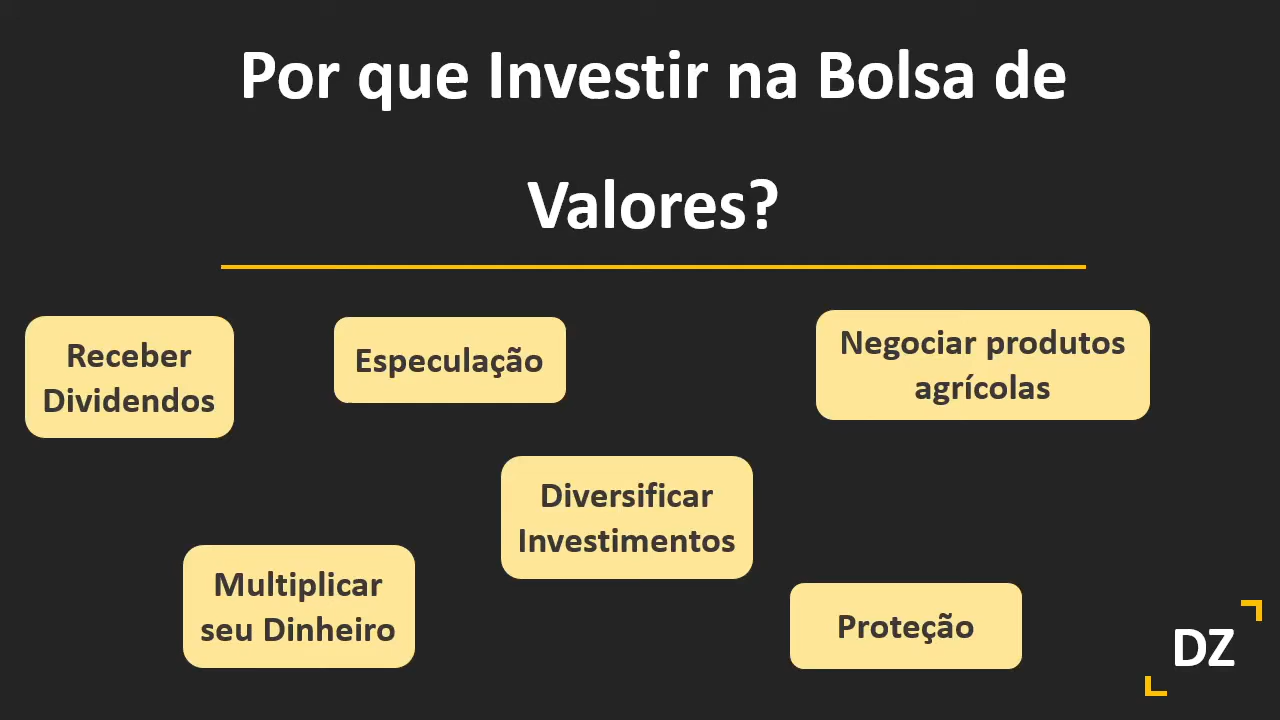 Por que Investir na Bolsa de
Valores?
Receber
Dividendos
Especulação
Negociar produtos
agrícolas
Diversificar
Investimentos
Multiplicar
seu Dinheiro
Proteção
DZ